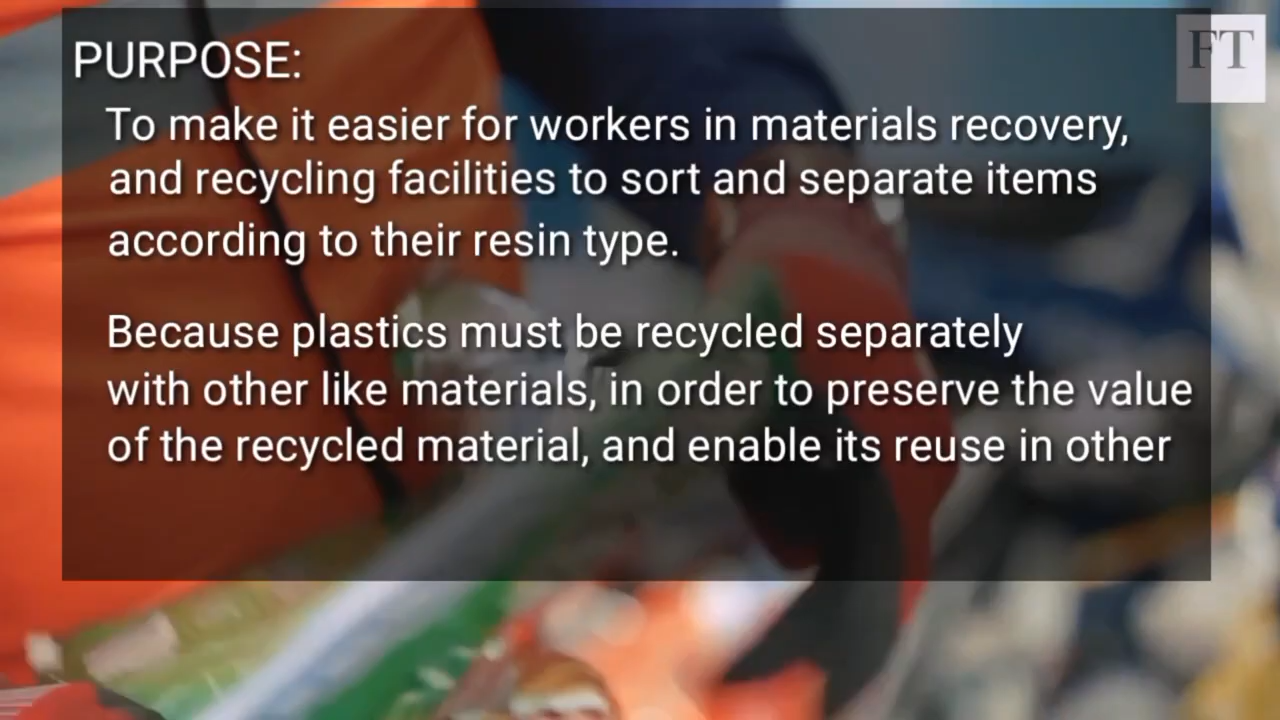 FT
PURPOSE:
To make it easier for workers in materials recovery,
and recycling facilities to sort and separate items
according to their resin type.
Because plastics must be recycled separately
with other like materials, in order to preserve the value
of the recycled material, and enable its reuse in other